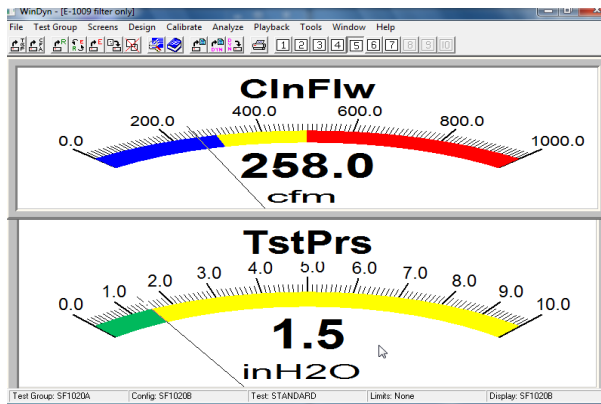 WinDyn - [E-1009 filter only]
File Test Group Screens Design Calibrate Analyze Playback Tools Window Help
1 2 3 4 5 6 7 8 9 10
ClnFlw
0.0 200.0 400.0 600.0 800.0 1000.0
258.0
cfm
TstPrs
0.0 1.0 2.0 3.0 4.0 5.0 6.0 7.0 8.0 9.0 10.0
1.5
inH2O
Test Group: SF1020A Config: SF1020B Test: STANDARD Limits: None Display: SF1020B